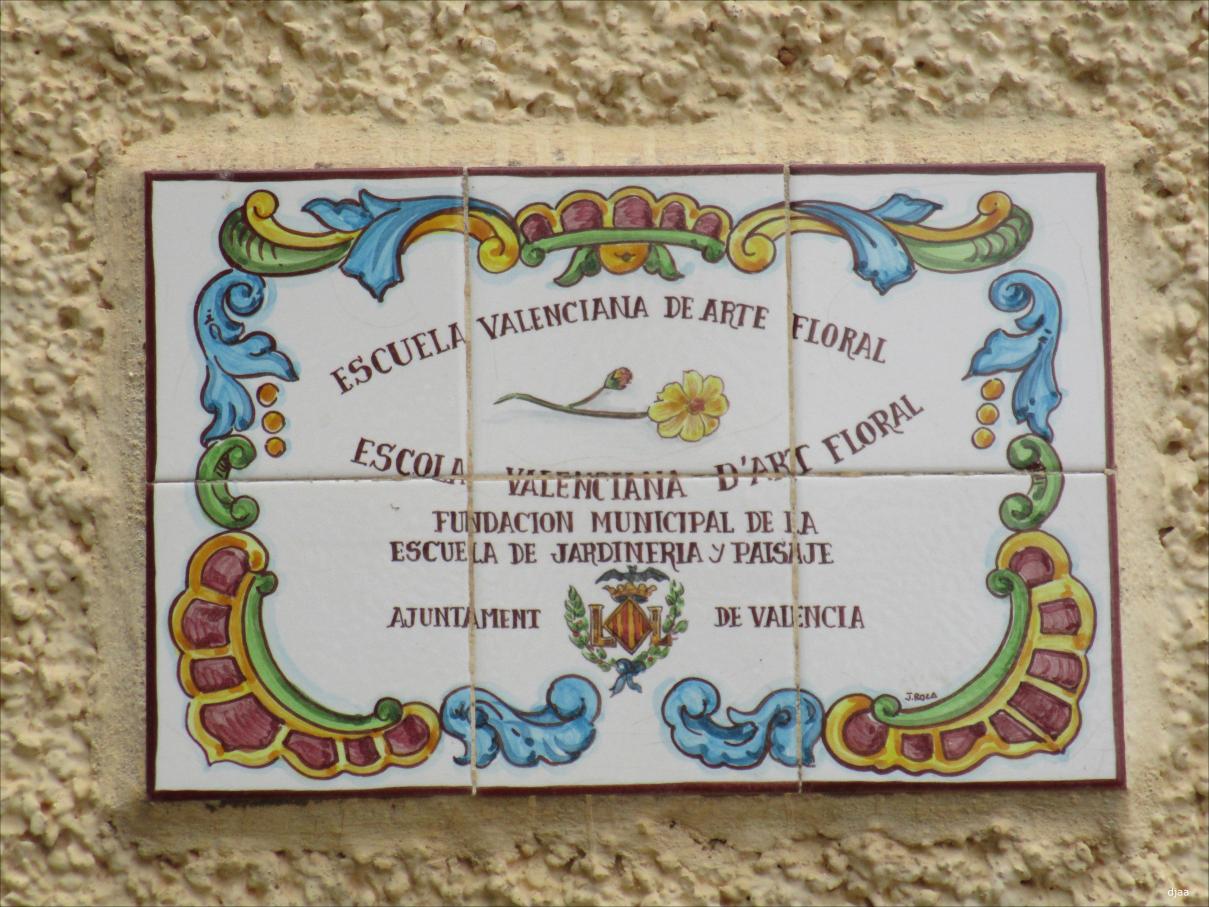 ESCUELA VALENCIANA DE ARTE FLORAL
ESCOLA VALENCIANA D'ART FLORAL
FUNDACION MUNICIPAL DE LA
ESCUELA DE JARDINERIA y PAISAJE
AJUNTAMENT DE VALENCIA
L L
J. ROCA
djaa